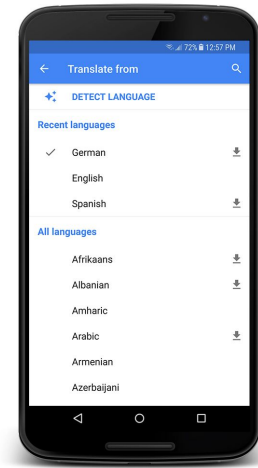 72% 12:57 PM
Translate from
DETECT LANGUAGE
Recent languages
German
English
Spanish
All languages
Afrikaans
Albanian
Amharic
Arabic
Armenian
Azerbaijani